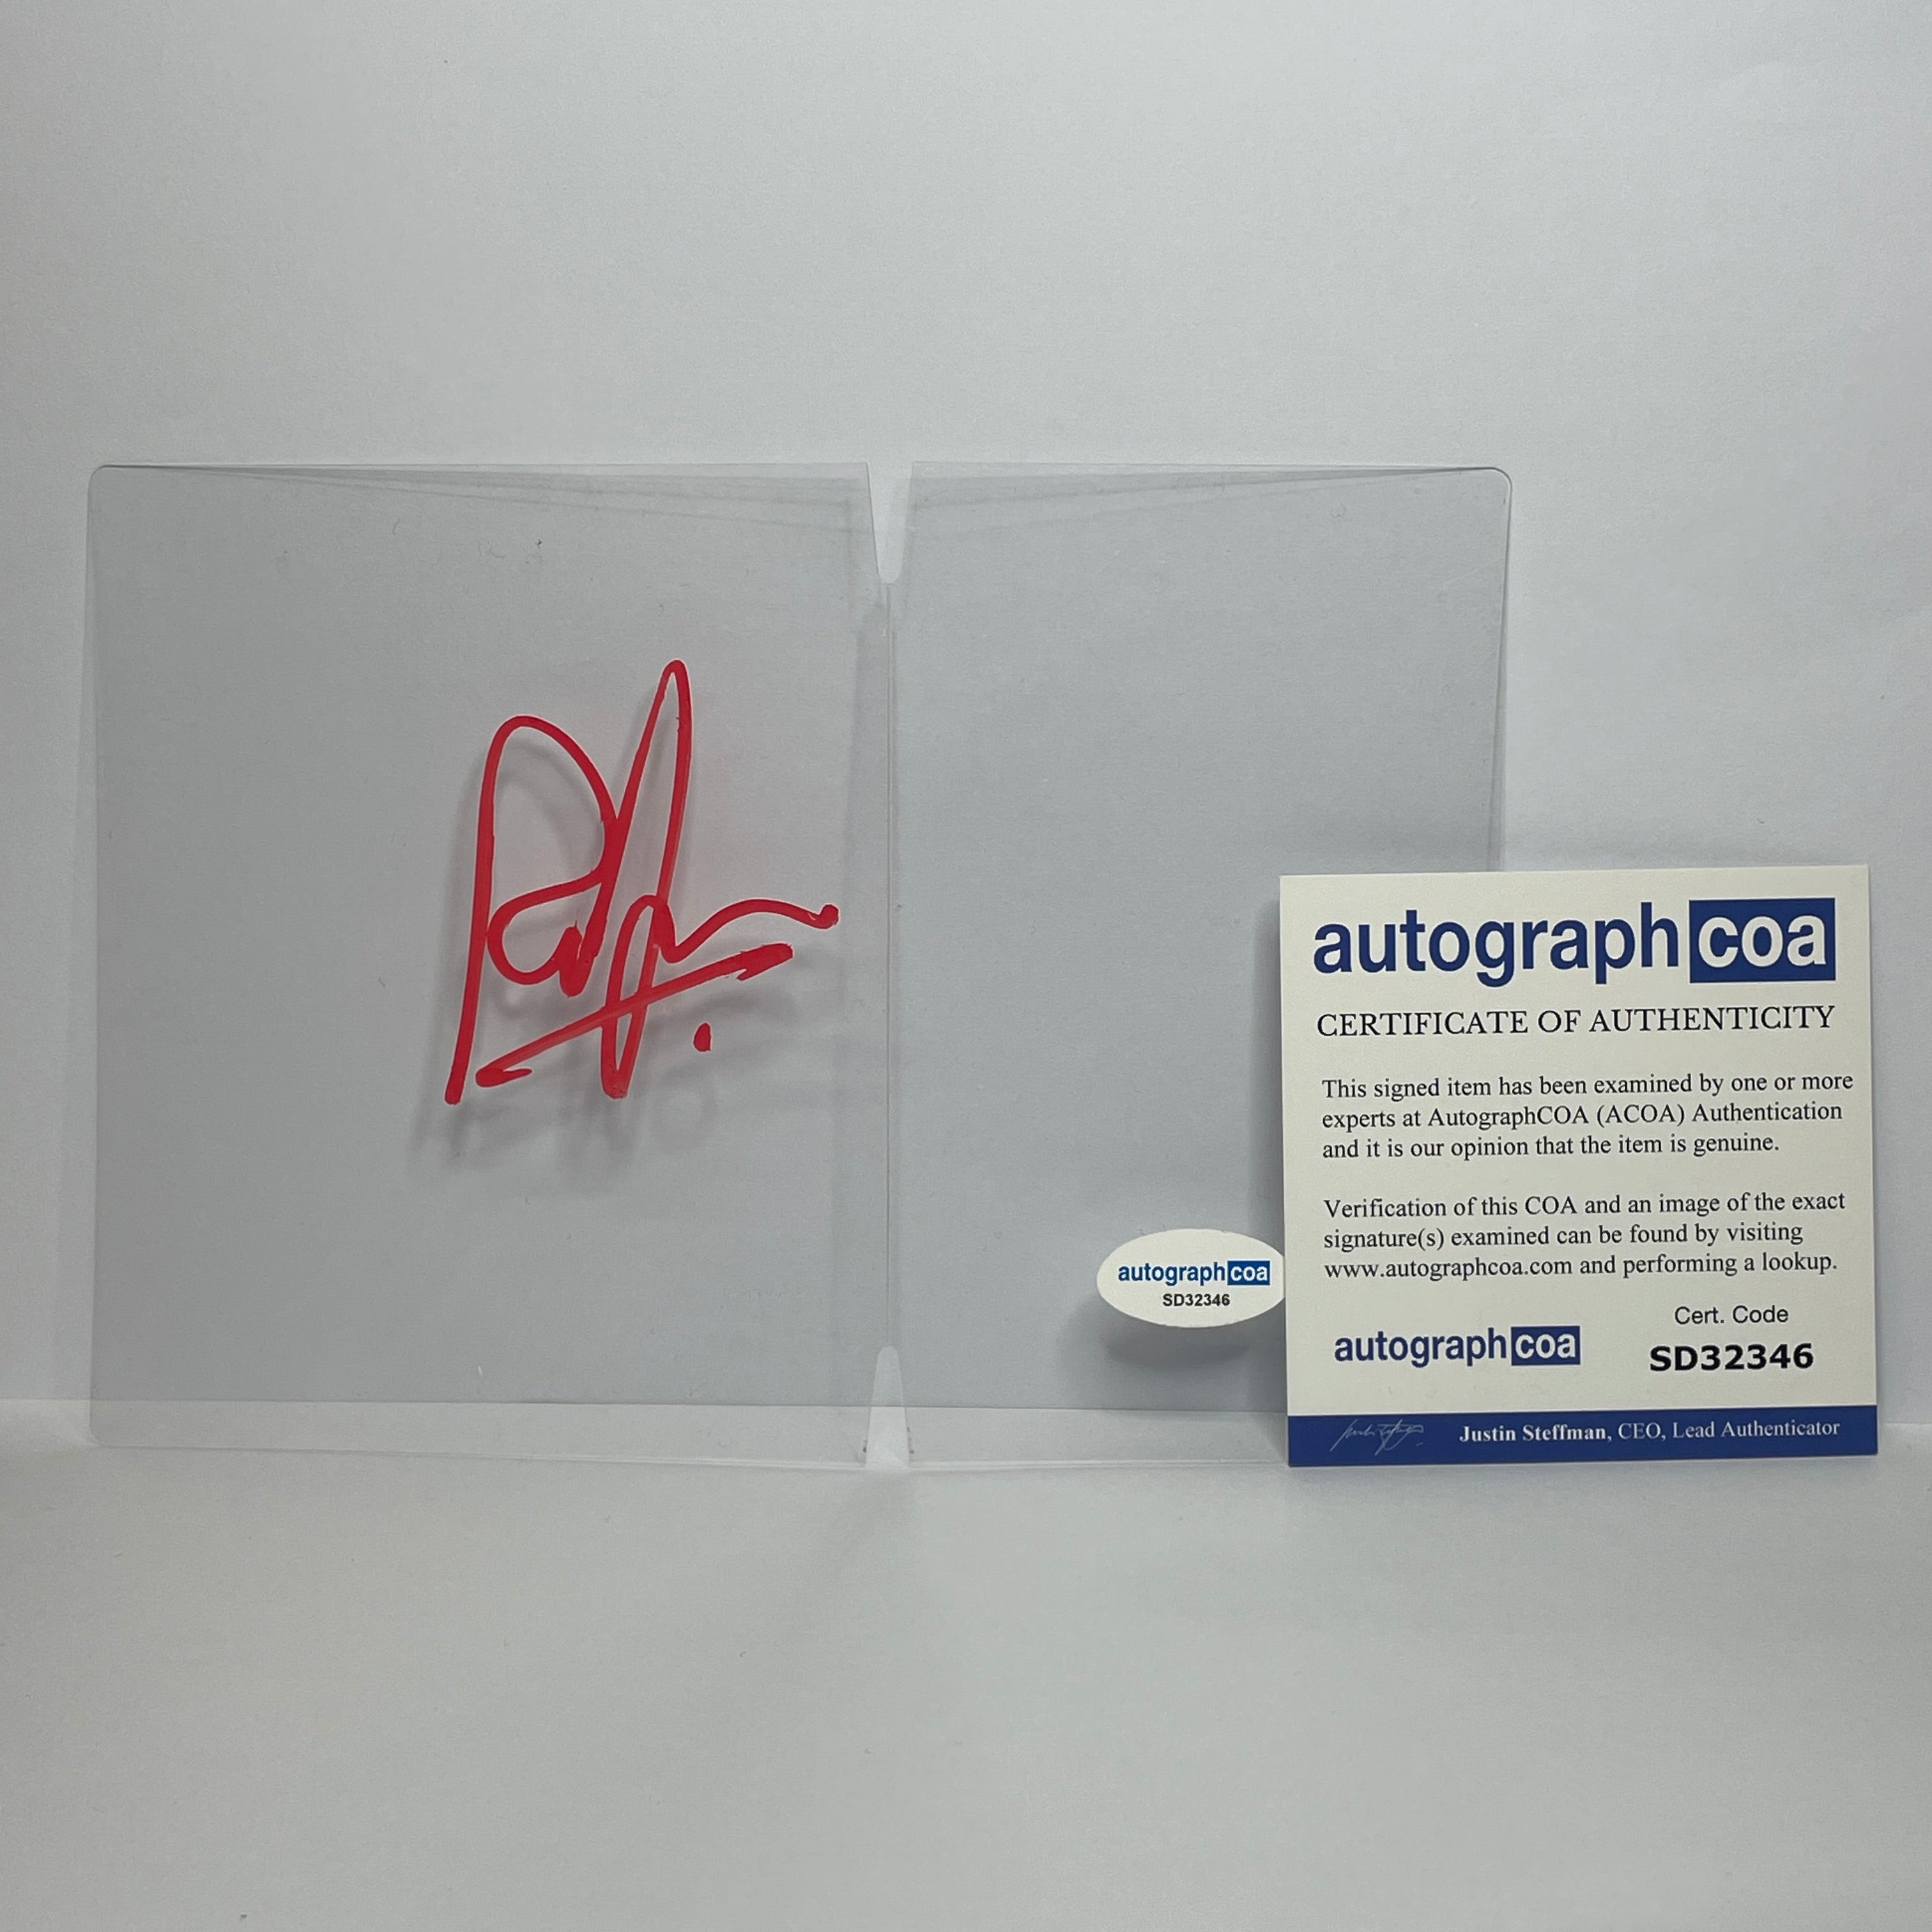 autographcoa
SD32346
autographcoa
CERTIFICATE OF AUTHENTICITY
This signed item has been examined by one or more
experts at AutographCOA (ACOA) Authentication
and it is our opinion that the item is genuine.
Verification of this COA and an image of the exact
signature(s) examined can be found by visiting
www.autographcoa.com and performing a lookup.
Cert. Code
autographcoa
SD32346
Justin Steffman, CEO, Lead Authenticator